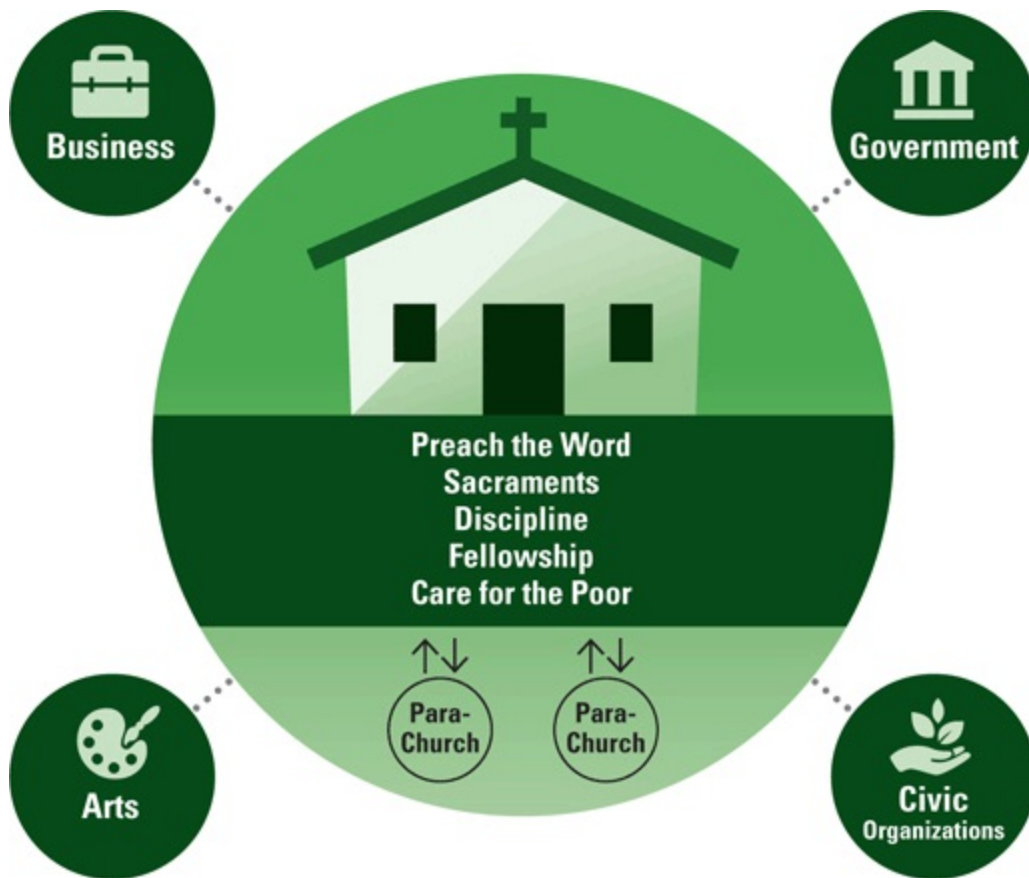 Business
Government
Preach the Word
Sacraments
Discipline
Fellowship
Care for the Poor
Para-
Church
Para-
Church
Arts
Civic
Organizations